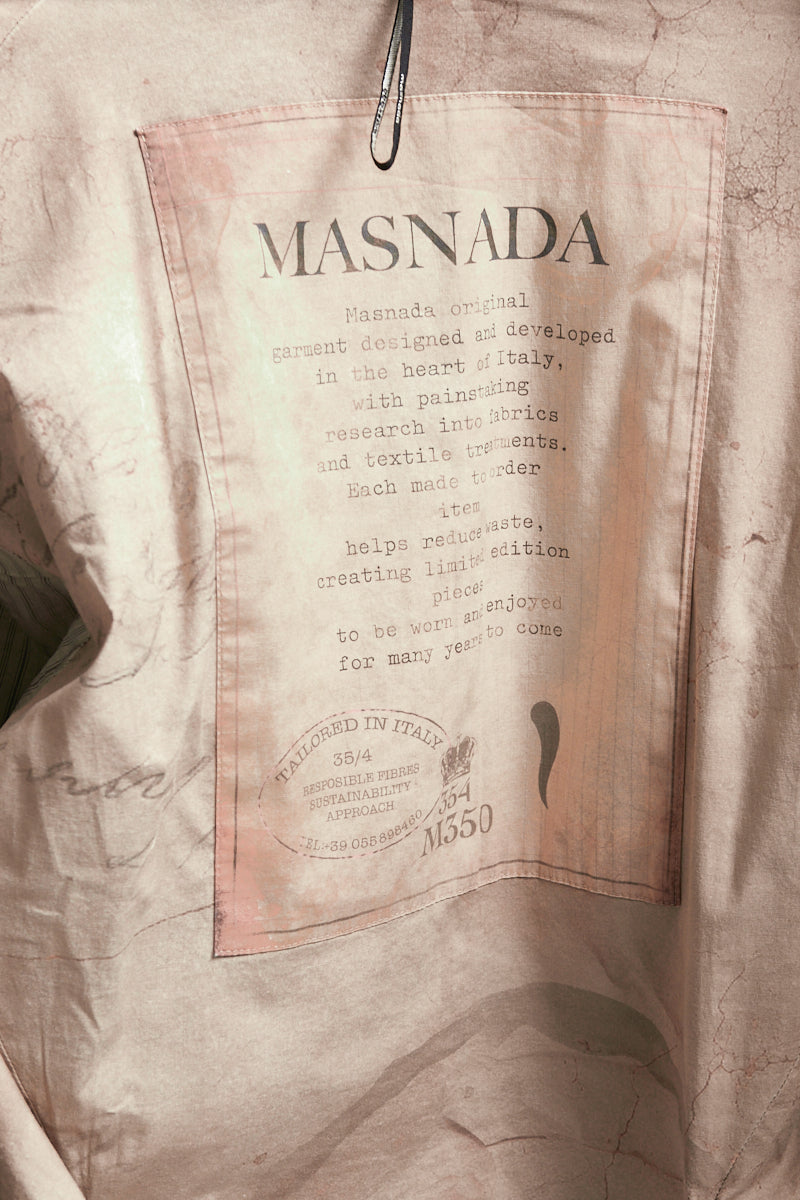 MASNADA
Masnada original
garment designed and developed
in the heart of Italy,
with painstaking
research into fabrics
and textile treatments.
Each made to order
item
helps reduce waste,
creating limited edition
pieces
to be worn and enjoyed
for many years to come
TAILORED IN ITALY
35/4
RESPOSIBLE FIBRES
SUSTAINABILITY
APPROACH
EL:+39 055898460
354
M350
masnada